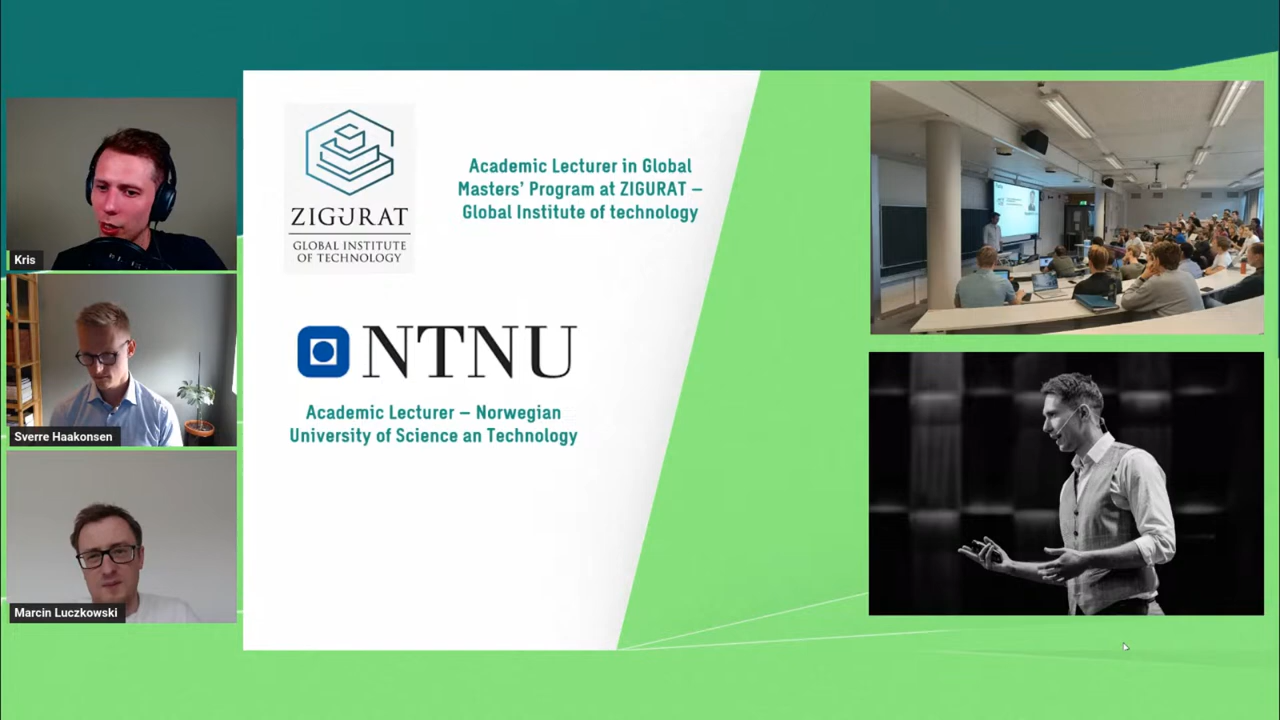 Kris
Sverre Haakonsen
Marcin Luczkowski
ZIGURAT
GLOBAL INSTITUTE
OF TECHNOLOGY
Academic Lecturer in Global
Masters' Program at ZIGURAT –
Global Institute of technology
NTNU
Academic Lecturer – Norwegian
University of Science an Technology